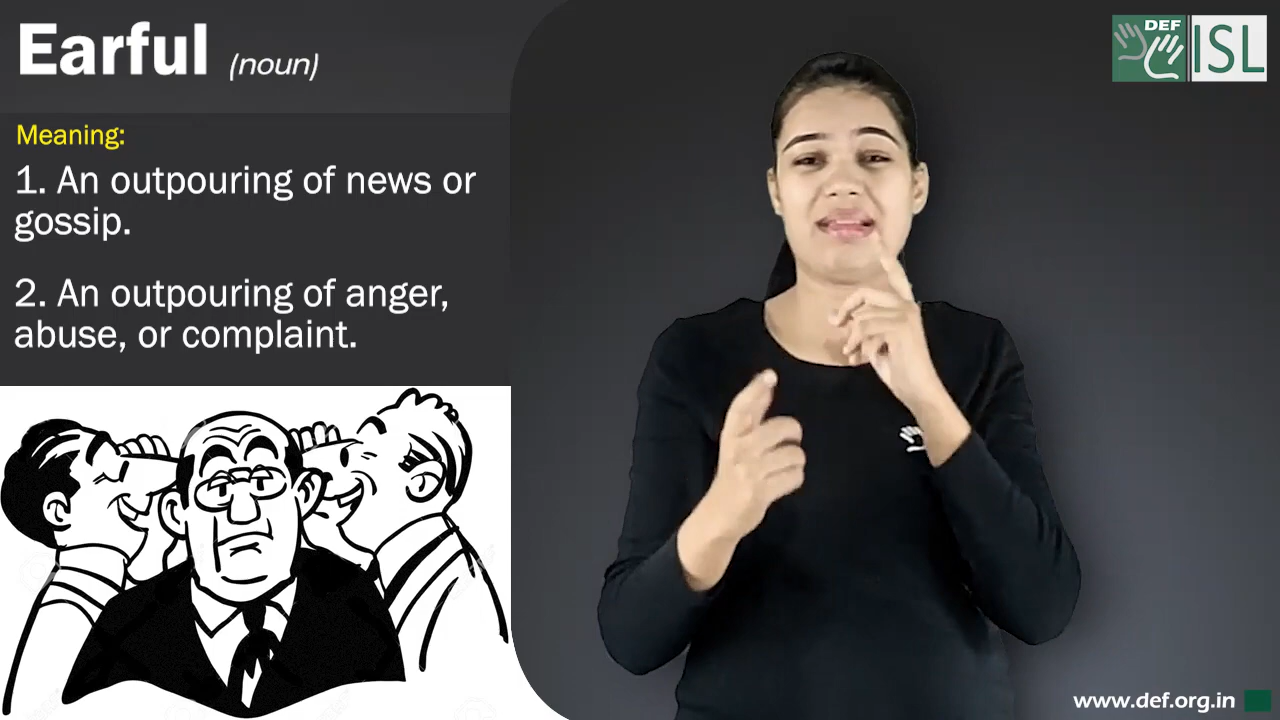 Earful (noun)
Meaning:
1. An outpouring of news or
gossip.
2. An outpouring of anger,
abuse, or complaint.
DEF
ISL
www.def.org.in